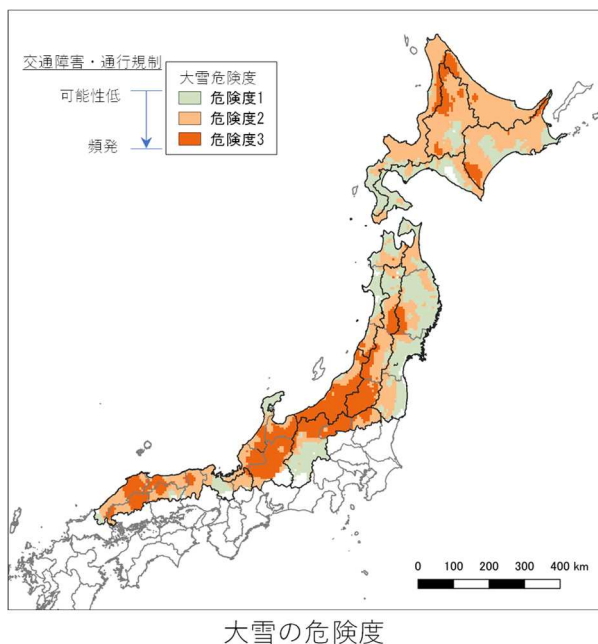 交通障害・通行規制
可能性低
頻発
大雪危険度
危険度1
危険度2
危険度3
0 100 200 300 400 km
大雪の危険度